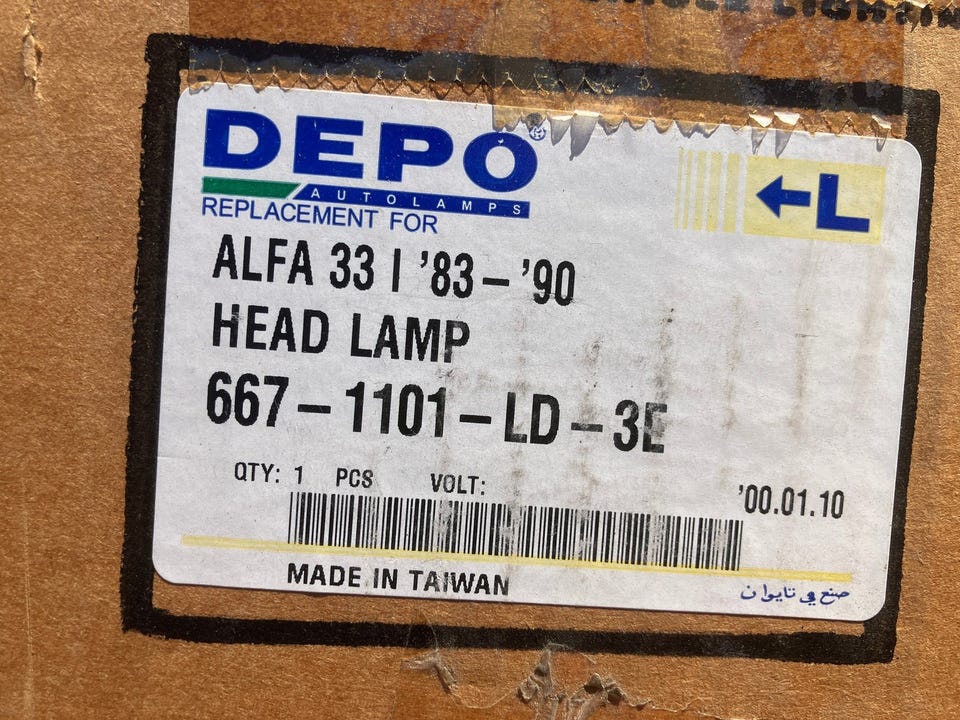 DEPO
AUTOLAMPS
REPLACEMENT FOR
←L
ALFA 33 I '83-'90
HEAD LAMP
667-1101-LD-3E
QTY: 1 PCS VOLT:
'00.01.10
MADE IN TAIWAN
صنع في تايوان